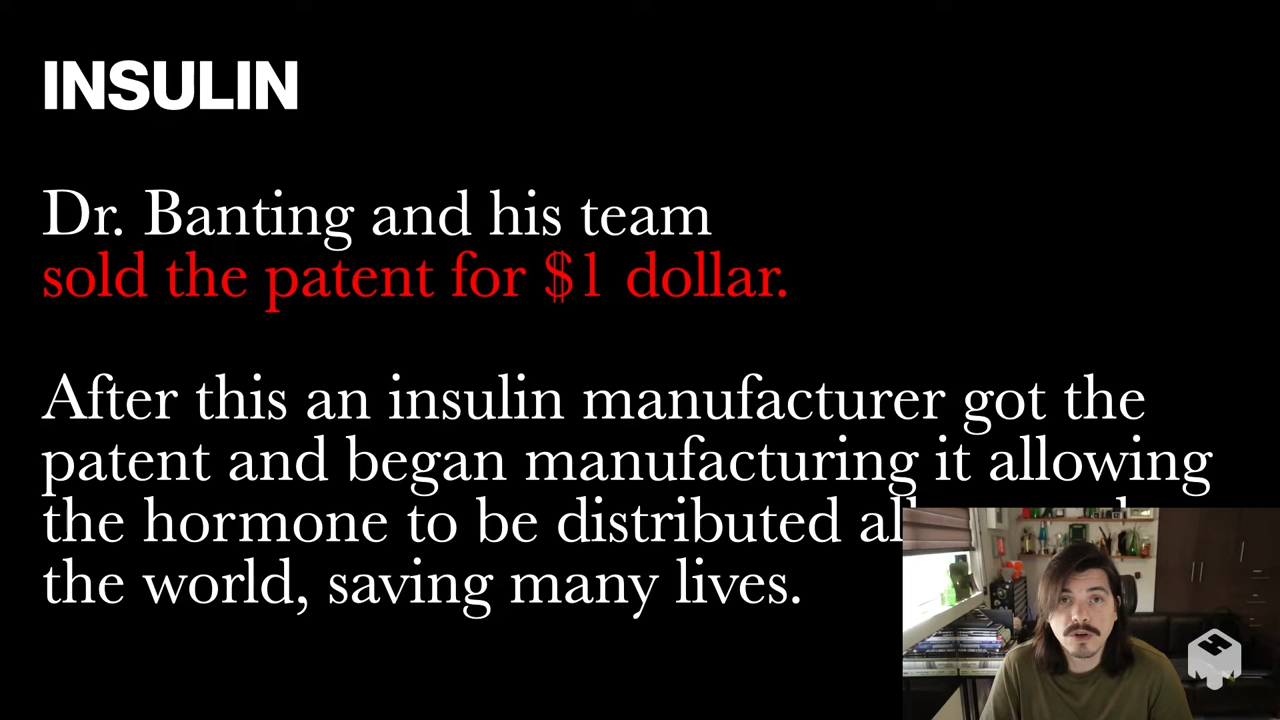 INSULIN
Dr. Banting and his team
sold the patent for $1 dollar.
After this an insulin manufacturer got the
patent and began manufacturing it allowing
the hormone to be distributed
the world, saving many lives.